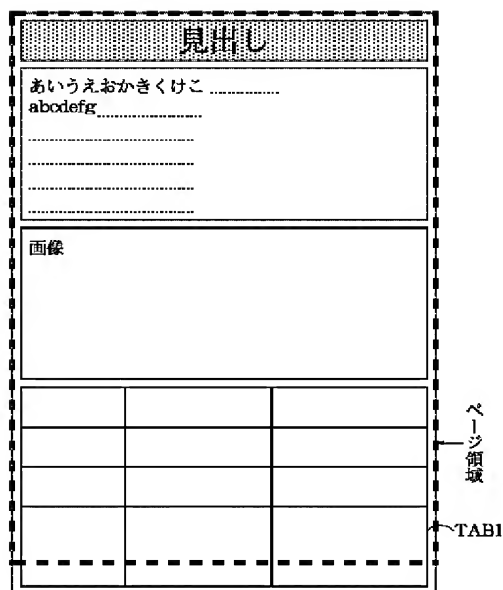 見出し
あいうえおかきくけこ
abcdefg
画像
ページ領域
TAB1